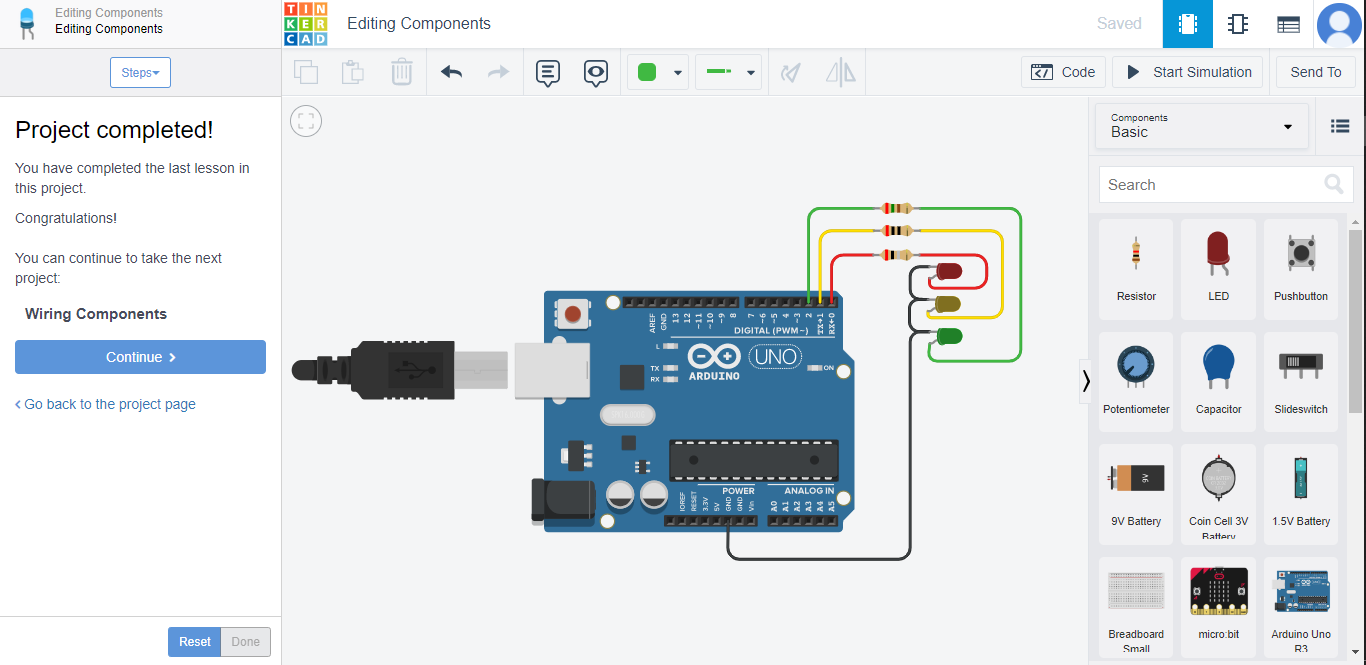 Editing Components
Editing Components
Steps
Project completed!
You have completed the last lesson in
this project.
Congratulations!
You can continue to take the next
project:
Wiring Components
Continue
Go back to the project page
Reset
Done
TIN
KER
CAD
Editing Components
Saved
Code
Start Simulation
Send To
AREF
GND
13
12
~11
~10
~9
8
7
~6
~5
4
~3
2
TX→1
RX←0
DIGITAL (PWM~)
L
TX
RX
ARDUINO
UNO
ON
POWER
ANALOG IN
IOREF
RESET
3.3V
5V
GND
GND
Vin
A0
A1
A2
A3
A4
A5
Components
Basic
Search
Resistor
LED
Pushbutton
Potentiometer
Capacitor
Slideswitch
9V
9V Battery
Coin Cell 3V
Battery
1.5V Battery
Breadboard
Small
micro:bit
Arduino Uno
R3